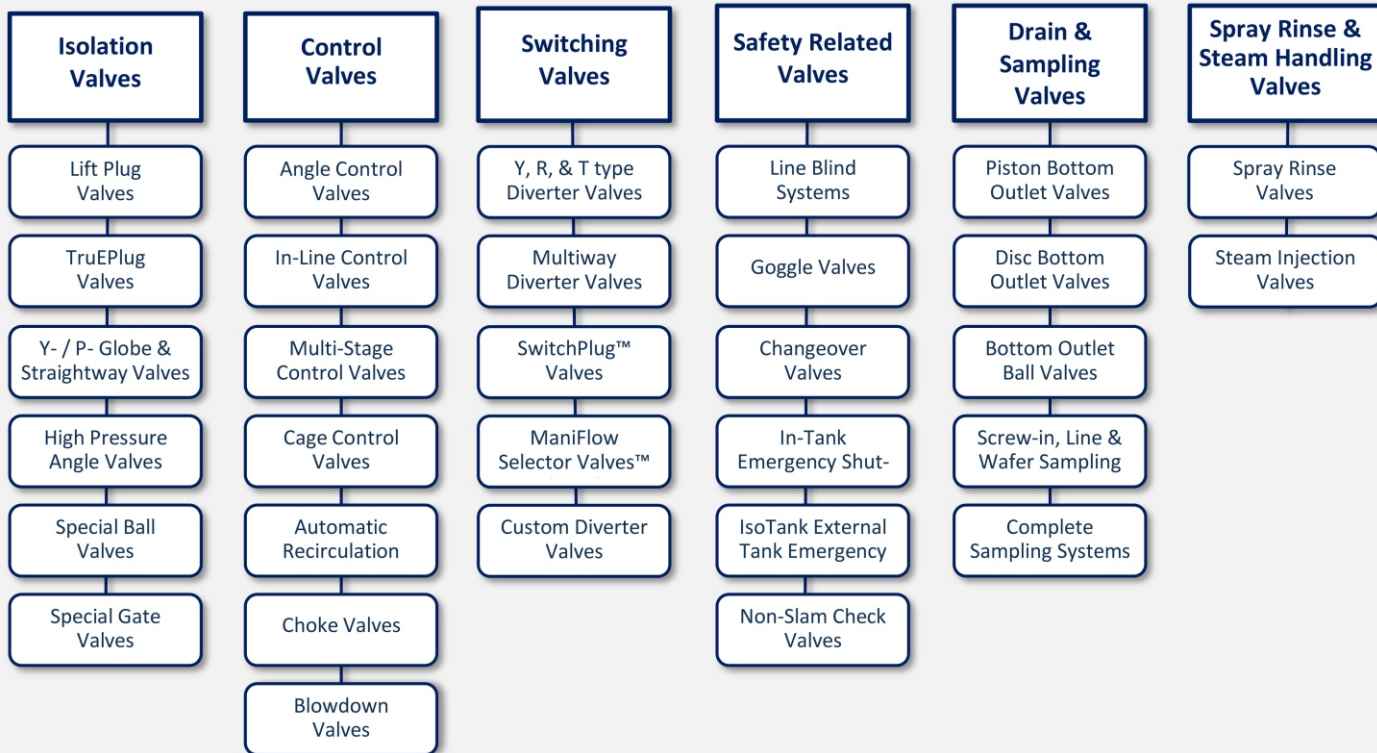 Isolation
Valves
Lift Plug
Valves
TruEPlug
Valves
Y- / P- Globe &
Straightway Valves
High Pressure
Angle Valves
Special Ball
Valves
Special Gate
Valves
Control
Valves
Angle Control
Valves
In-Line Control
Valves
Multi-Stage
Control Valves
Cage Control
Valves
Automatic
Recirculation
Choke Valves
Blowdown
Valves
Switching
Valves
Y, R, & T type
Diverter Valves
Multiway
Diverter Valves
SwitchPlug™
Valves
ManiFlow
Selector Valves™
Custom Diverter
Valves
Safety Related
Valves
Line Blind
Systems
Goggle Valves
Changeover
Valves
In-Tank
Emergency Shut-
IsoTank External
Tank Emergency
Non-Slam Check
Valves
Drain &
Sampling
Valves
Piston Bottom
Outlet Valves
Disc Bottom
Outlet Valves
Bottom Outlet
Ball Valves
Screw-in, Line &
Wafer Sampling
Complete
Sampling Systems
Spray Rinse &
Steam Handling
Valves
Spray Rinse
Valves
Steam Injection
Valves